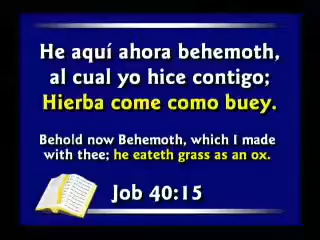 He aquí ahora behemoth,
al cual yo hice contigo;
Hierba come como buey.
Behold now Behemoth, which I made
with thee; he eateth grass as an ox.
Job 40:15